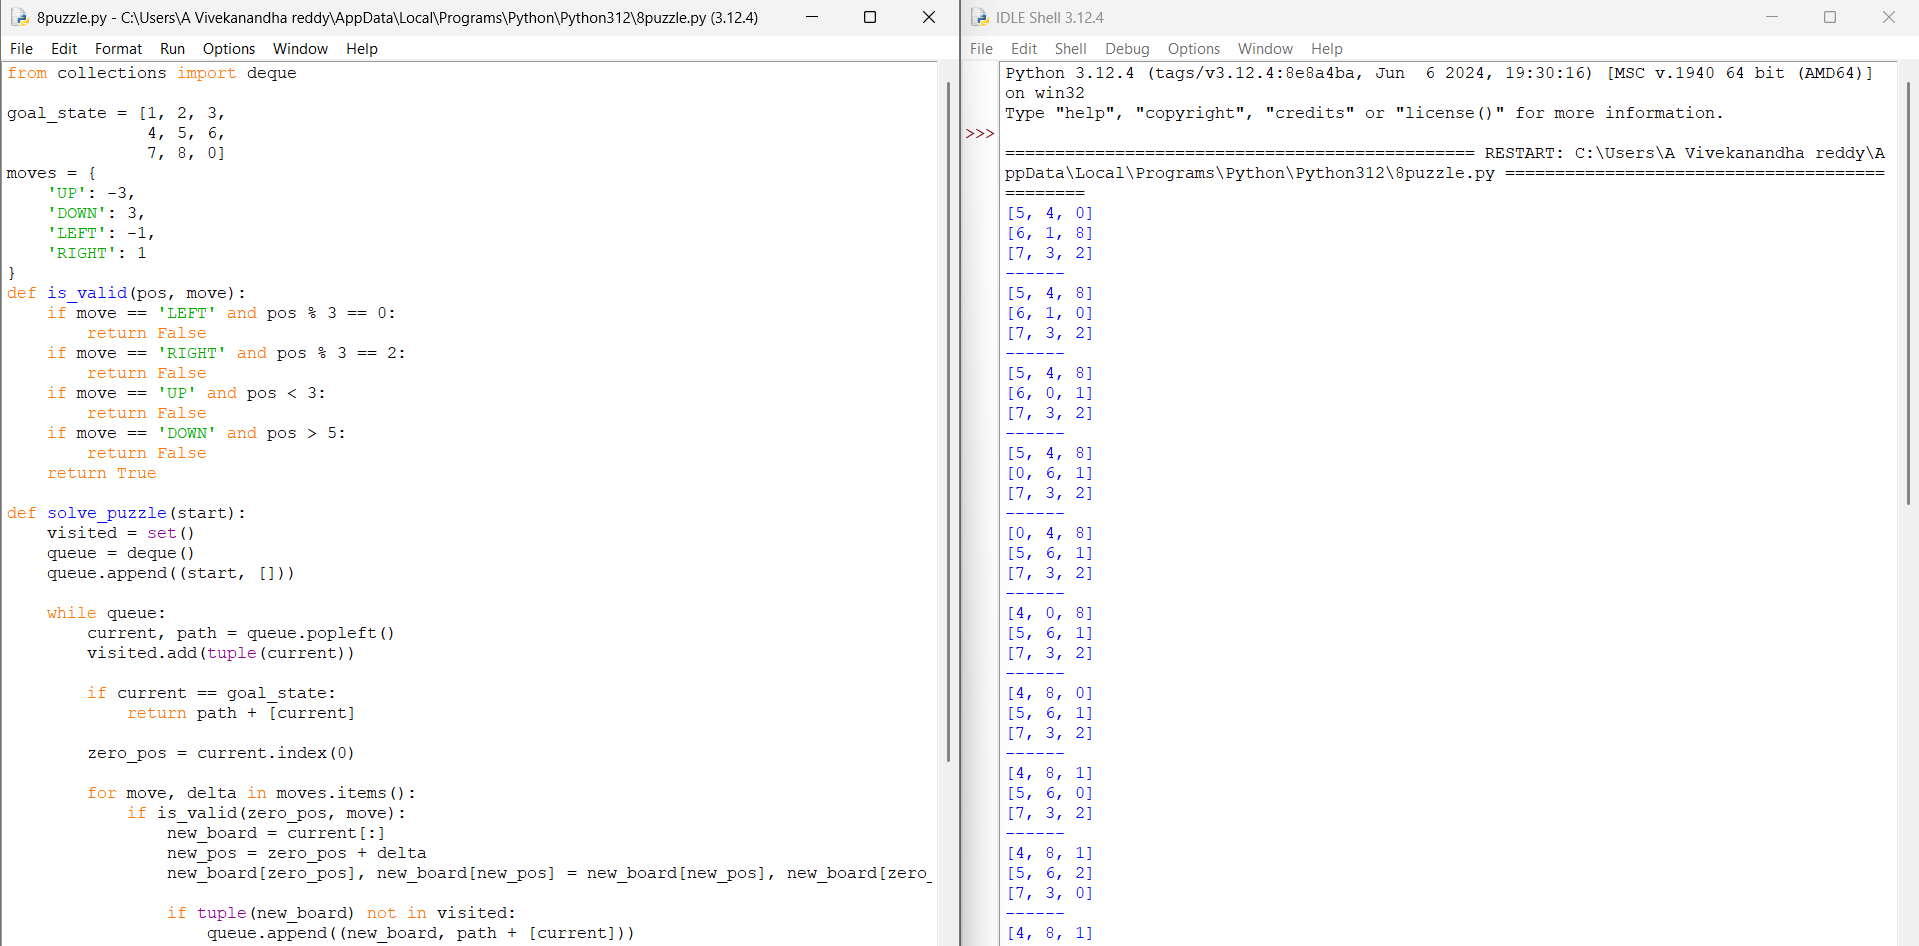 8puzzle.py - C:\Users\A Vivekanandha reddy\AppData\Local\Programs\Python\Python312\8puzzle.py (3.12.4)
File Edit Format Run Options Window Help
from collections import deque

goal_state = [1, 2, 3,
              4, 5, 6,
              7, 8, 0]
moves = {
    'UP': -3,
    'DOWN': 3,
    'LEFT': -1,
    'RIGHT': 1
}
def is_valid(pos, move):
    if move == 'LEFT' and pos % 3 == 0:
        return False
    if move == 'RIGHT' and pos % 3 == 2:
        return False
    if move == 'UP' and pos < 3:
        return False
    if move == 'DOWN' and pos > 5:
        return False
    return True

def solve_puzzle(start):
    visited = set()
    queue = deque()
    queue.append((start, []))

    while queue:
        current, path = queue.popleft()
        visited.add(tuple(current))

        if current == goal_state:
            return path + [current]

        zero_pos = current.index(0)

        for move, delta in moves.items():
            if is_valid(zero_pos, move):
                new_board = current[:]
                new_pos = zero_pos + delta
                new_board[zero_pos], new_board[new_pos] = new_board[new_pos], new_board[zero_

                if tuple(new_board) not in visited:
                    queue.append((new_board, path + [current]))
IDLE Shell 3.12.4
File Edit Shell Debug Options Window Help
Python 3.12.4 (tags/v3.12.4:8e8a4ba, Jun  6 2024, 19:30:16) [MSC v.1940 64 bit (AMD64)]
on win32
Type "help", "copyright", "credits" or "license()" for more information.
>>>
=============================================== RESTART: C:\Users\A Vivekanandha reddy\A
ppData\Local\Programs\Python\Python312\8puzzle.py ======================================
========
[5, 4, 0]
[6, 1, 8]
[7, 3, 2]
------
[5, 4, 8]
[6, 1, 0]
[7, 3, 2]
------
[5, 4, 8]
[6, 0, 1]
[7, 3, 2]
------
[5, 4, 8]
[0, 6, 1]
[7, 3, 2]
------
[0, 4, 8]
[5, 6, 1]
[7, 3, 2]
------
[4, 0, 8]
[5, 6, 1]
[7, 3, 2]
------
[4, 8, 0]
[5, 6, 1]
[7, 3, 2]
------
[4, 8, 1]
[5, 6, 0]
[7, 3, 2]
------
[4, 8, 1]
[5, 6, 2]
[7, 3, 0]
------
[4, 8, 1]